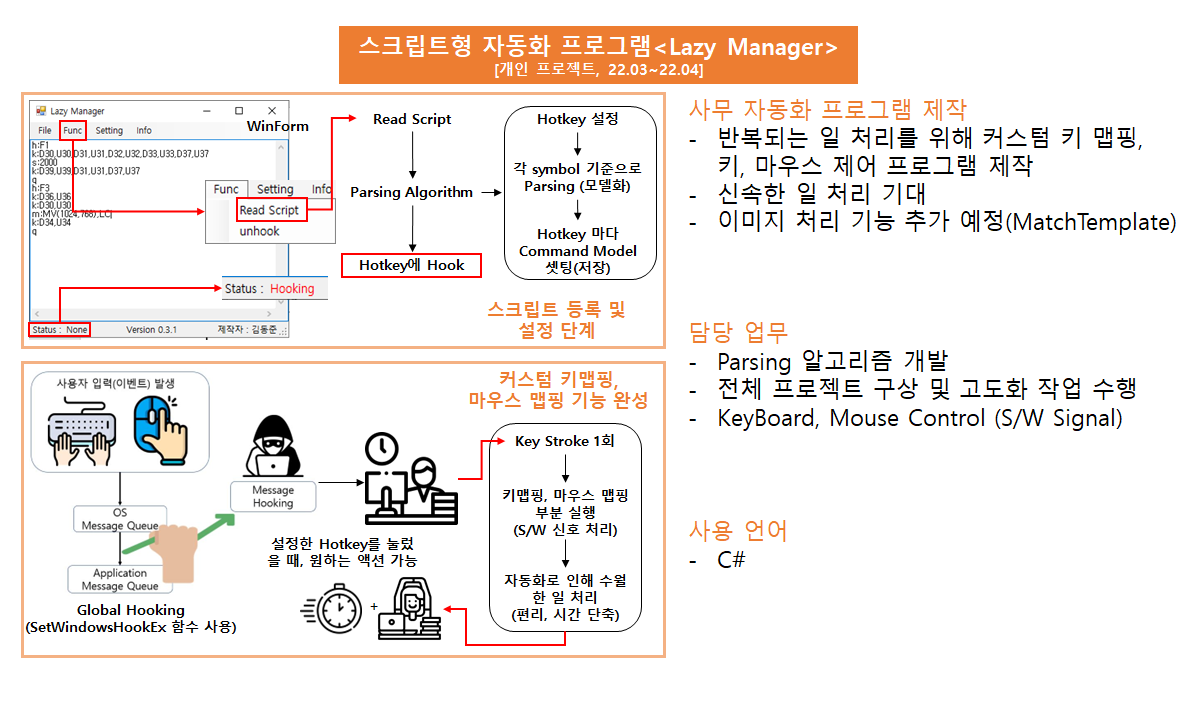 스크립트형 자동화 프로그램<Lazy Manager>
[개인 프로젝트, 22.03~22.04]
Lazy Manager
File Func Setting Info
WinForm
h:F1
k:D30,U30,D31,U31,D32,U32,D33,U33,D37,U37
s:2000
k:D39,U39,D31,U31,D37,U37
q
h:F3
k:D36,U36
k:D30,U30
m:MV(1024,768),LC
k:D34,U34
q
Func Setting Info
Read Script
unhook
Status : Hooking
Status : None Version 0.3.1 제작자 : 김동준
Read Script
Parsing Algorithm
Hotkey에 Hook
Hotkey 설정
각 symbol 기준으로
Parsing (모델화)
Hotkey 마다
Command Model
셋팅(저장)
스크립트 등록 및
설정 단계
사용자 입력(이벤트) 발생
OS
Message Queue
Application
Message Queue
Global Hooking
(SetWindowsHookEx 함수 사용)
Message
Hooking
설정한 Hotkey를 눌렀
을 때, 원하는 액션 가능
+
커스텀 키맵핑,
마우스 맵핑 기능 완성
Key Stroke 1회
키맵핑, 마우스 맵핑
부분 실행
(S/W 신호 처리)
자동화로 인해 수월
한 일 처리
(편리, 시간 단축)
사무 자동화 프로그램 제작
- 반복되는 일 처리를 위해 커스텀 키 맵핑,
키, 마우스 제어 프로그램 제작
- 신속한 일 처리 기대
- 이미지 처리 기능 추가 예정(MatchTemplate)
담당 업무
- Parsing 알고리즘 개발
- 전체 프로젝트 구상 및 고도화 작업 수행
- KeyBoard, Mouse Control (S/W Signal)
사용 언어
- C#